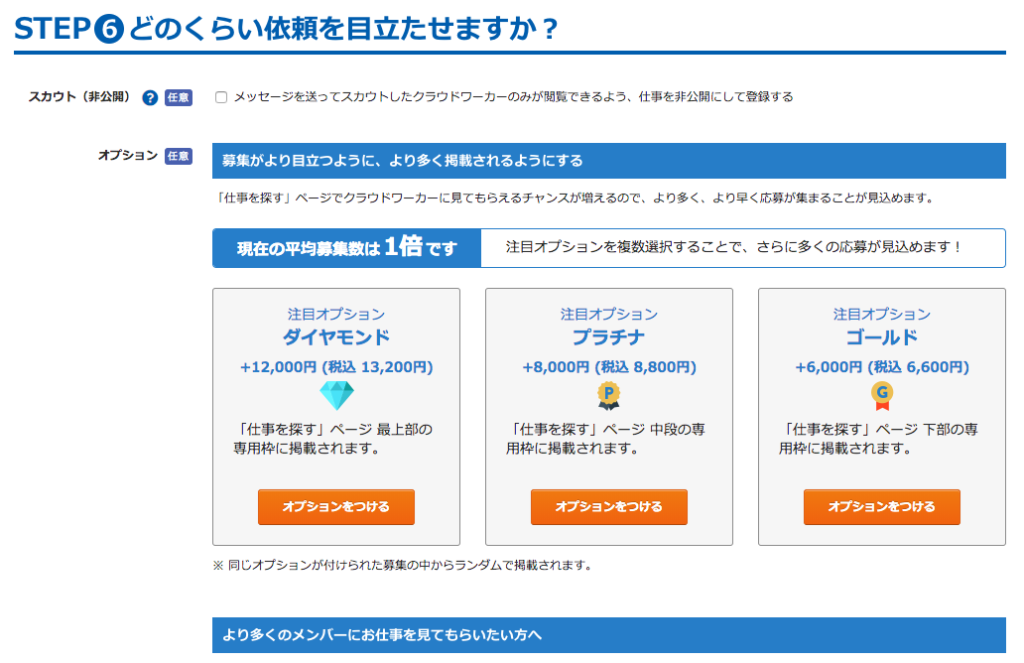 STEP❻どのくらい依頼を目立たせますか？
スカウト（非公開） ? 任意 メッセージを送ってスカウトしたクラウドワーカーのみが閲覧できるよう、仕事を非公開にして登録する
オプション 任意
募集がより目立つように、より多く掲載されるようにする
「仕事を探す」ページでクラウドワーカーに見てもらえるチャンスが増えるので、より多く、より早く応募が集まることが見込めます。
現在の平均募集数は 1倍 です
注目オプションを複数選択することで、さらに多くの応募が見込めます！
注目オプション
ダイヤモンド
+12,000円 (税込 13,200円)
「仕事を探す」ページ 最上部の
専用枠に掲載されます。
オプションをつける
注目オプション
プラチナ
+8,000円 (税込 8,800円)
P
「仕事を探す」ページ 中段の専
用枠に掲載されます。
オプションをつける
注目オプション
ゴールド
+6,000円 (税込 6,600円)
G
「仕事を探す」ページ 下部の専
用枠に掲載されます。
オプションをつける
※ 同じオプションが付けられた募集の中からランダムで掲載されます。
より多くのメンバーにお仕事を見てもらいたい方へ